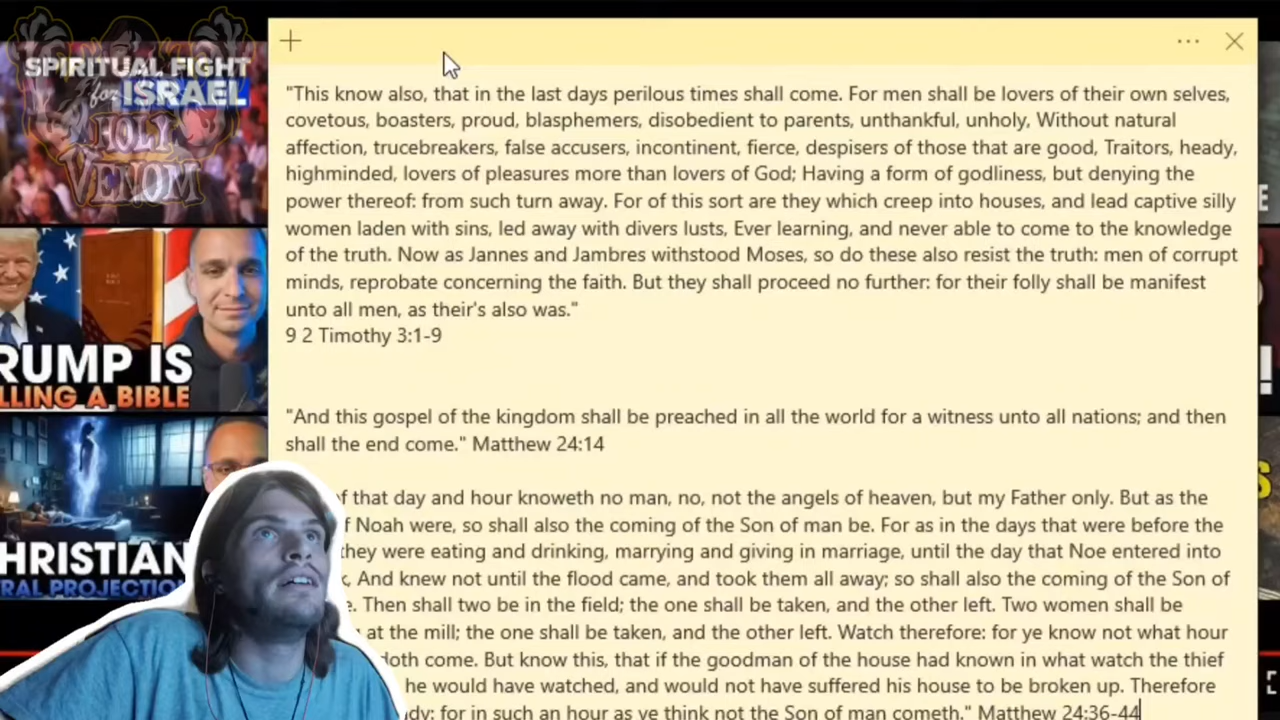 SPIRITUAL FIGHT
for ISRAEL
HOLY
VENOM
RUMP IS
LLING A BIBLE
HRISTIAN
RAL PROJECTIO
"This know also, that in the last days perilous times shall come. For men shall be lovers of their own selves,
covetous, boasters, proud, blasphemers, disobedient to parents, unthankful, unholy, Without natural
affection, trucebreakers, false accusers, incontinent, fierce, despisers of those that are good, Traitors, heady,
highminded, lovers of pleasures more than lovers of God; Having a form of godliness, but denying the
power thereof: from such turn away. For of this sort are they which creep into houses, and lead captive silly
women laden with sins, led away with divers lusts, Ever learning, and never able to come to the knowledge
of the truth. Now as Jannes and Jambres withstood Moses, so do these also resist the truth: men of corrupt
minds, reprobate concerning the faith. But they shall proceed no further: for their folly shall be manifest
unto all men, as their's also was."
9 2 Timothy 3:1-9
"And this gospel of the kingdom shall be preached in all the world for a witness unto all nations; and then
shall the end come." Matthew 24:14
f that day and hour knoweth no man, no, not the angels of heaven, but my Father only. But as the
f Noah were, so shall also the coming of the Son of man be. For as in the days that were before the
they were eating and drinking, marrying and giving in marriage, until the day that Noe entered into
And knew not until the flood came, and took them all away; so shall also the coming of the Son of
Then shall two be in the field; the one shall be taken, and the other left. Two women shall be
at the mill; the one shall be taken, and the other left. Watch therefore: for ye know not what hour
doth come. But know this, that if the goodman of the house had known in what watch the thief
he would have watched, and would not have suffered his house to be broken up. Therefore
dy: for in such an hour as ye think not the Son of man cometh." Matthew 24:36-44